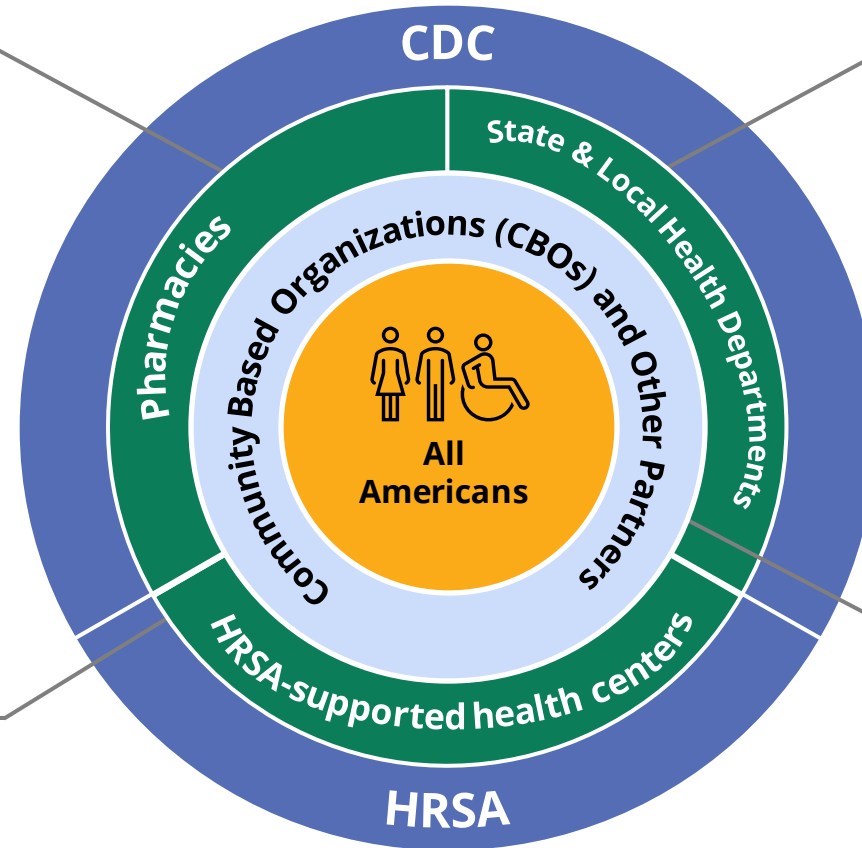 CDC
State & Local Health Departments
Pharmacies
Community Based Organizations (CBOs) and Other Partners
All
Americans
HRSA-supported health centers
HRSA